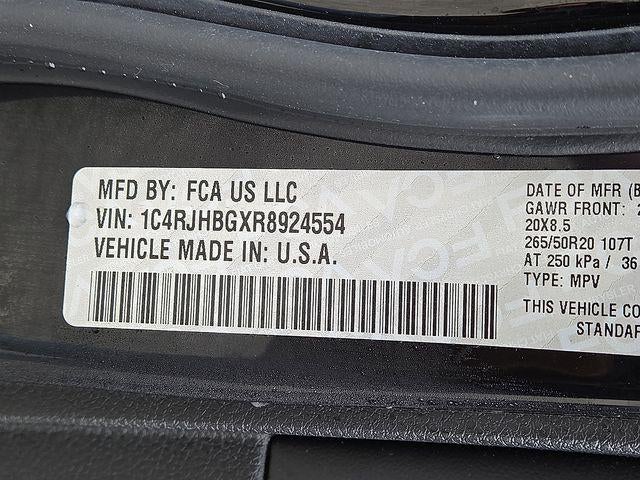 MFD BY: FCA US LLC
VIN: 1C4RJHBGXR8924554
VEHICLE MADE IN: U.S.A.
DATE OF MFR
GAWR FRONT:
20X8.5
265/50R20 107T
AT 250 kPa / 36
TYPE: MPV
THIS VEHICLE